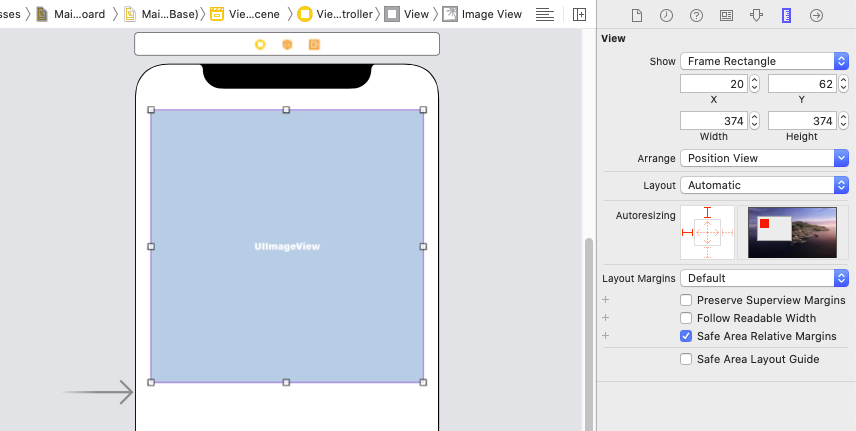 sses Mai...oard Mai...Base) Vie...cene Vie...troller View Image View
UIImageView
View
Show Frame Rectangle
20 62
X Y
374 374
Width Height
Arrange Position View
Layout Automatic
Autoresizing
Layout Margins Default
Preserve Superview Margins
Follow Readable Width
Safe Area Relative Margins
Safe Area Layout Guide